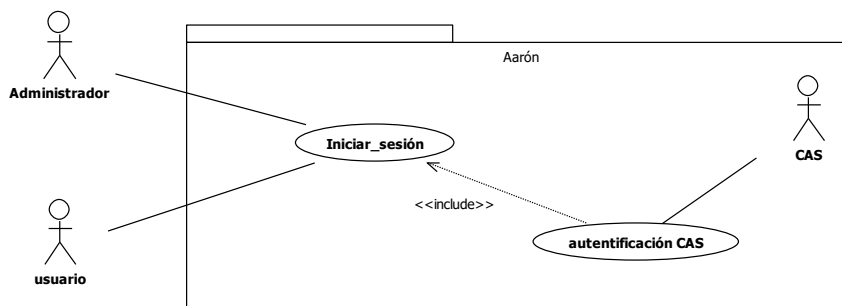 Aarón
Administrador
Iniciar_sesión
CAS
<<include>>
autentificación CAS
usuario